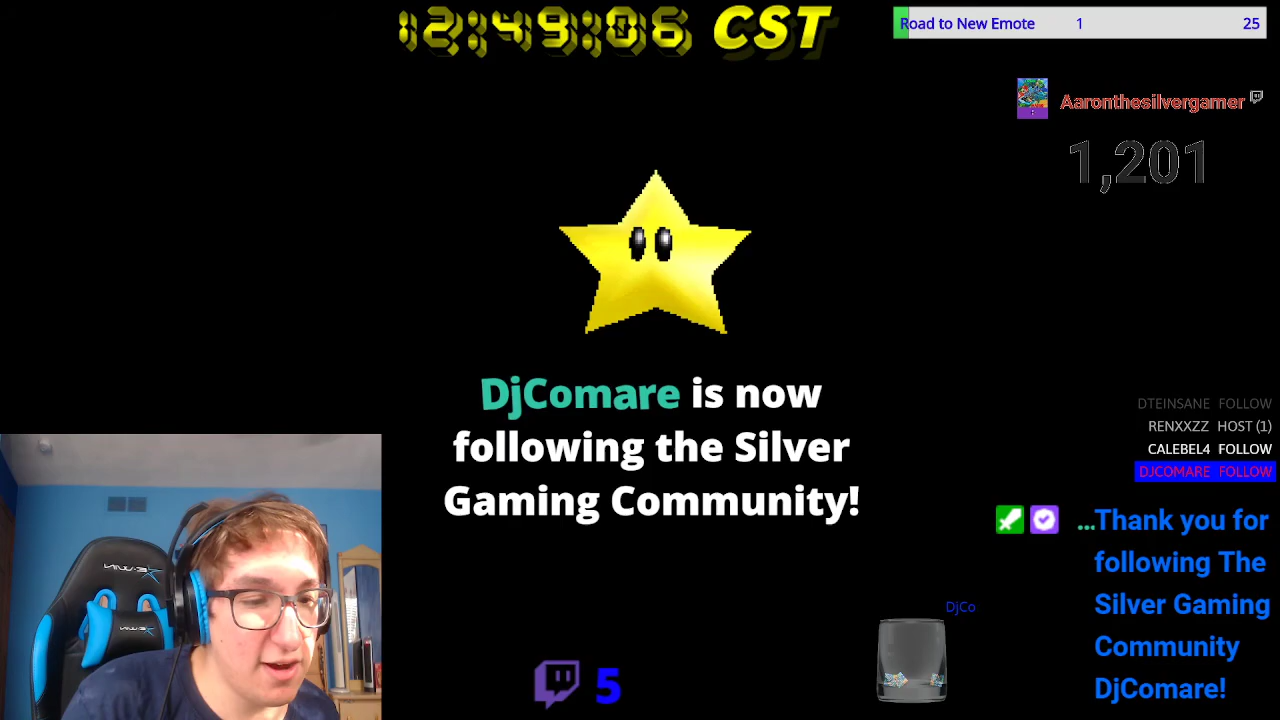 12:49:06 CST
Road to New Emote 1 25
Aaronthesilvergamer
1,201
DjComare is now
following the Silver
Gaming Community!
DTEINSANE FOLLOW
RENXXZZ HOST (1)
CALEBEL4 FOLLOW
DJCOMARE FOLLOW
...Thank you for
following The
Silver Gaming
Community
DjComare!
DjCo
5